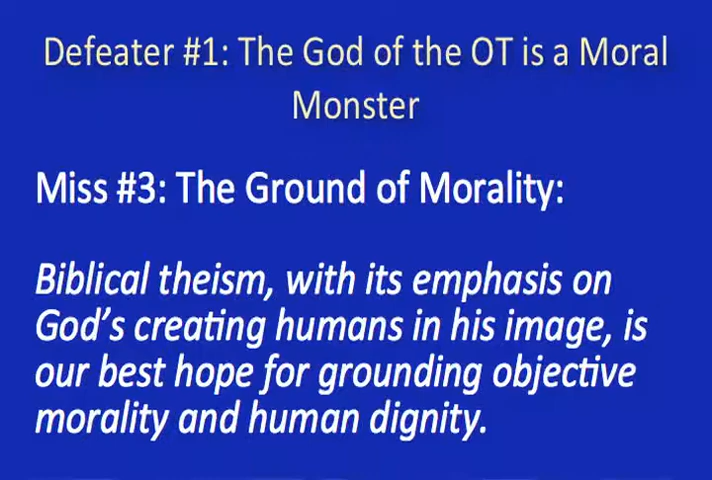 Defeater #1: The God of the OT is a Moral
Monster
Miss #3: The Ground of Morality:
Biblical theism, with its emphasis on
God’s creating humans in his image, is
our best hope for grounding objective
morality and human dignity.